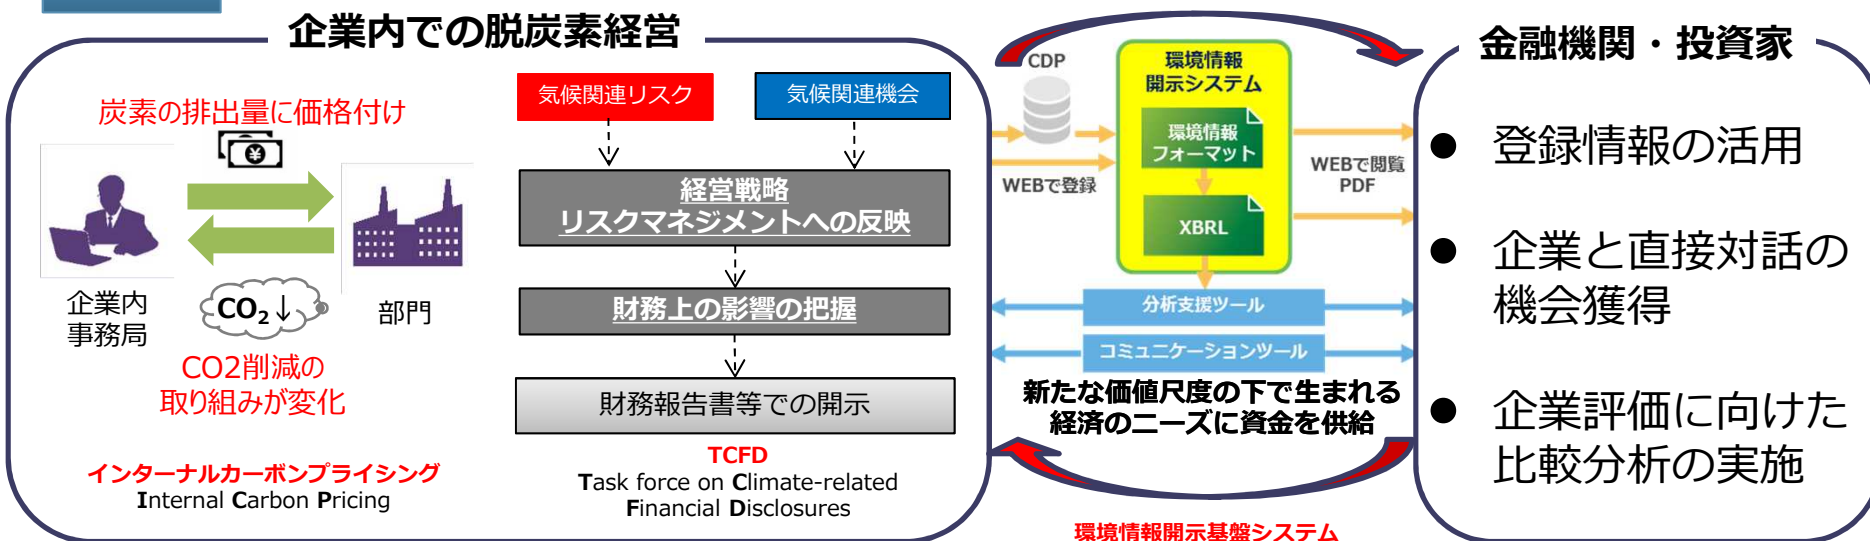 企業内での脱炭素経営
炭素の排出量に価格付け
¥
企業内
事務局
部門
CO₂↓
CO2削減の
取り組みが変化
インターナルカーボンプライシング
Internal Carbon Pricing
気候関連リスク
気候関連機会
経営戦略
リスクマネジメントへの反映
財務上の影響の把握
財務報告書等での開示
TCFD
Task force on Climate-related
Financial Disclosures
CDP
WEBで登録
環境情報
開示システム
環境情報
フォーマット
XBRL
WEBで閲覧
PDF
分析支援ツール
コミュニケーションツール
新たな価値尺度の下で生まれる
経済のニーズに資金を供給
環境情報開示基盤システム
金融機関・投資家
● 登録情報の活用
● 企業と直接対話の
機会獲得
● 企業評価に向けた
比較分析の実施